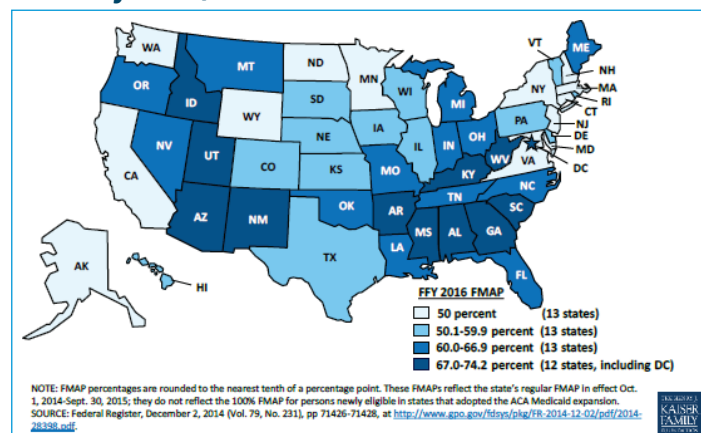 WA
MT
ND
MN
VT
ME
NH
MA
RI
CT
NY
OR
ID
SD
WI
MI
WY
PA
NJ
DE
MD
DC
NV
UT
NE
IA
IL
IN
OH
WV
VA
CA
CO
KS
MO
KY
NC
TN
AZ
NM
OK
AR
SC
MS
AL
GA
LA
TX
FL
AK
HI
FFY 2016 FMAP
50 percent (13 states)
50.1-59.9 percent (13 states)
60.0-66.9 percent (13 states)
67.0-74.2 percent (12 states, including DC)
NOTE: FMAP percentages are rounded to the nearest tenth of a percentage point. These FMAPs reflect the state's regular FMAP in effect Oct.
1, 2014-Sept. 30, 2015; they do not reflect the 100% FMAP for persons newly eligible in states that adopted the ACA Medicaid expansion.
SOURCE: Federal Register, December 2, 2014 (Vol. 79, No. 231), pp 71426-71428, at http://www.gpo.gov/fdsys/pkg/FR-2014-12-02/pdf/2014-
28398.pdf.
THE HENRY J.
KAISER
FAMILY